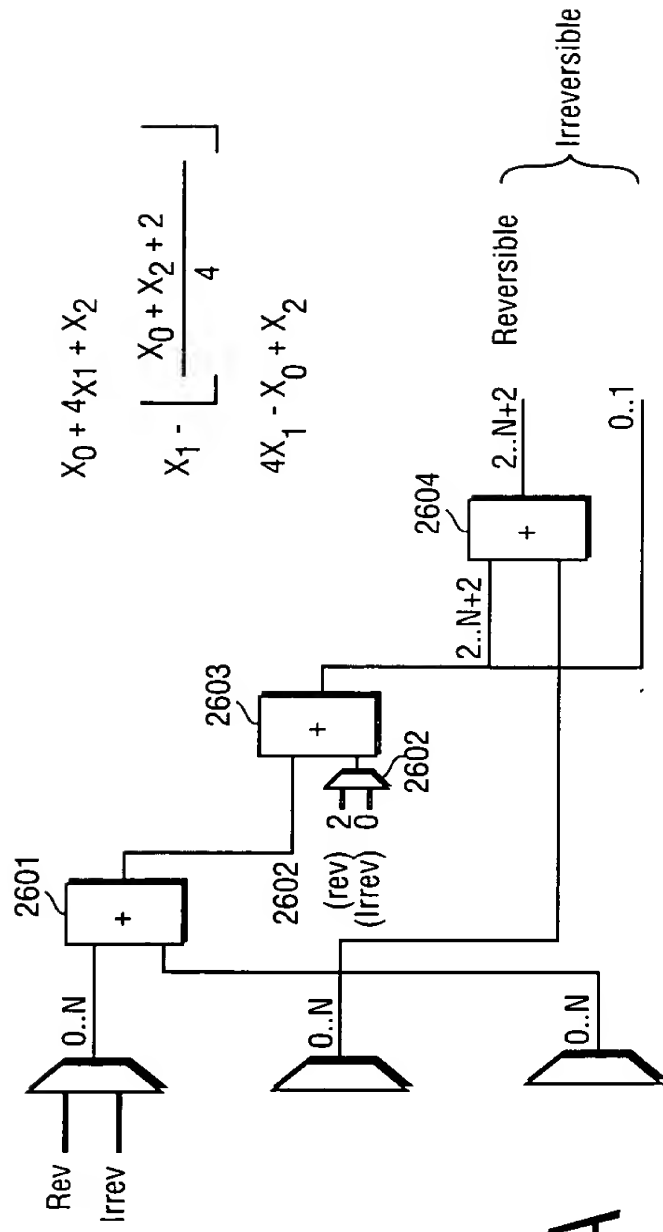 X0 + 4X1 + X2
X1 -
X0 + X2 + 2
4
4X1 - X0 + X2
2601
+
Rev
Irrev
0..N
2603
+
2602
2602
2
0
(rev)
(Irrev)
2604
+
2..N+2
2..N+2
Reversible
Irreversible
0..1
0..N
0..N
A